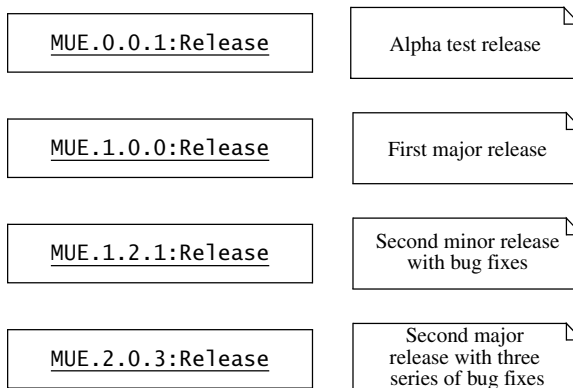 MUE.0.0.1:Release
Alpha test release
MUE.1.0.0:Release
First major release
MUE.1.2.1:Release
Second minor release
with bug fixes
MUE.2.0.3:Release
Second major
release with three
series of bug fixes